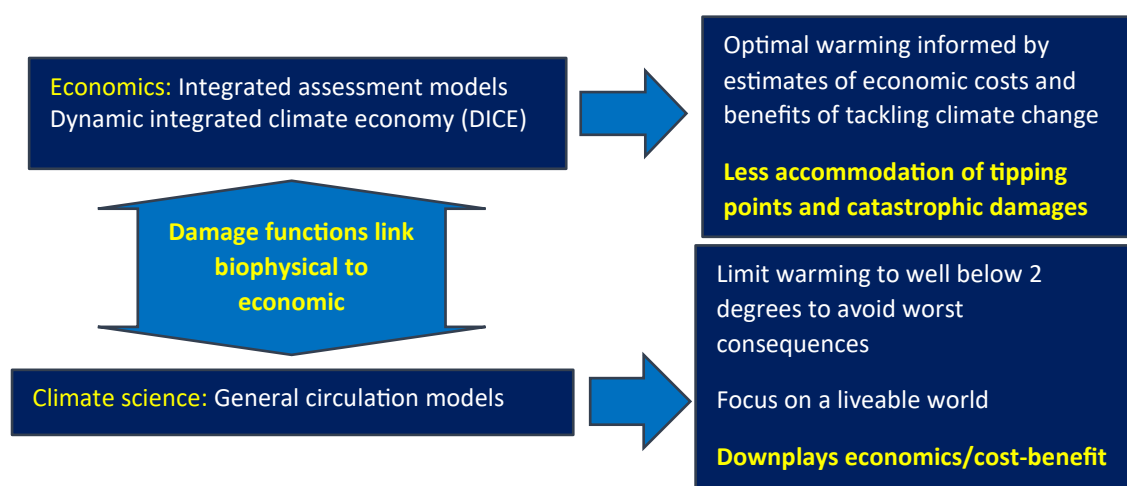 Economics: Integrated assessment models
Dynamic integrated climate economy (DICE)
Optimal warming informed by
estimates of economic costs and
benefits of tackling climate change
Less accommodation of tipping
points and catastrophic damages
Damage functions link
biophysical to
economic
Climate science: General circulation models
Limit warming to well below 2
degrees to avoid worst
consequences
Focus on a liveable world
Downplays economics/cost-benefit